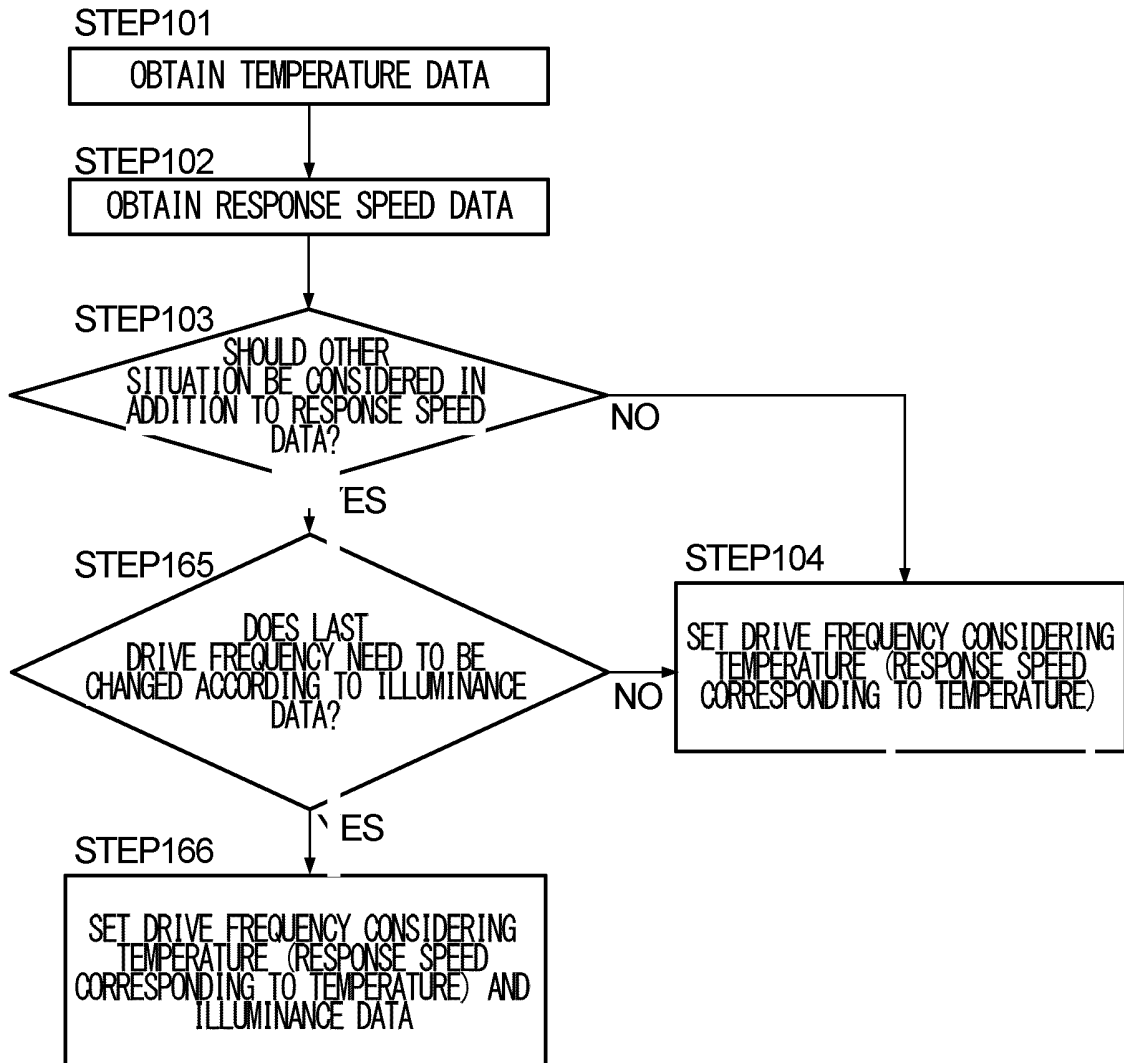 STEP101
OBTAIN TEMPERATURE DATA
STEP102
OBTAIN RESPONSE SPEED DATA
STEP103
SHOULD OTHER
SITUATION BE CONSIDERED IN
ADDITION TO RESPONSE SPEED
DATA?
NO
YES
STEP165
DOES LAST
DRIVE FREQUENCY NEED TO BE
CHANGED ACCORDING TO ILLUMINANCE
DATA?
NO
STEP104
SET DRIVE FREQUENCY CONSIDERING
TEMPERATURE (RESPONSE SPEED
CORRESPONDING TO TEMPERATURE)
YES
STEP166
SET DRIVE FREQUENCY CONSIDERING
TEMPERATURE (RESPONSE SPEED
CORRESPONDING TO TEMPERATURE) AND
ILLUMINANCE DATA